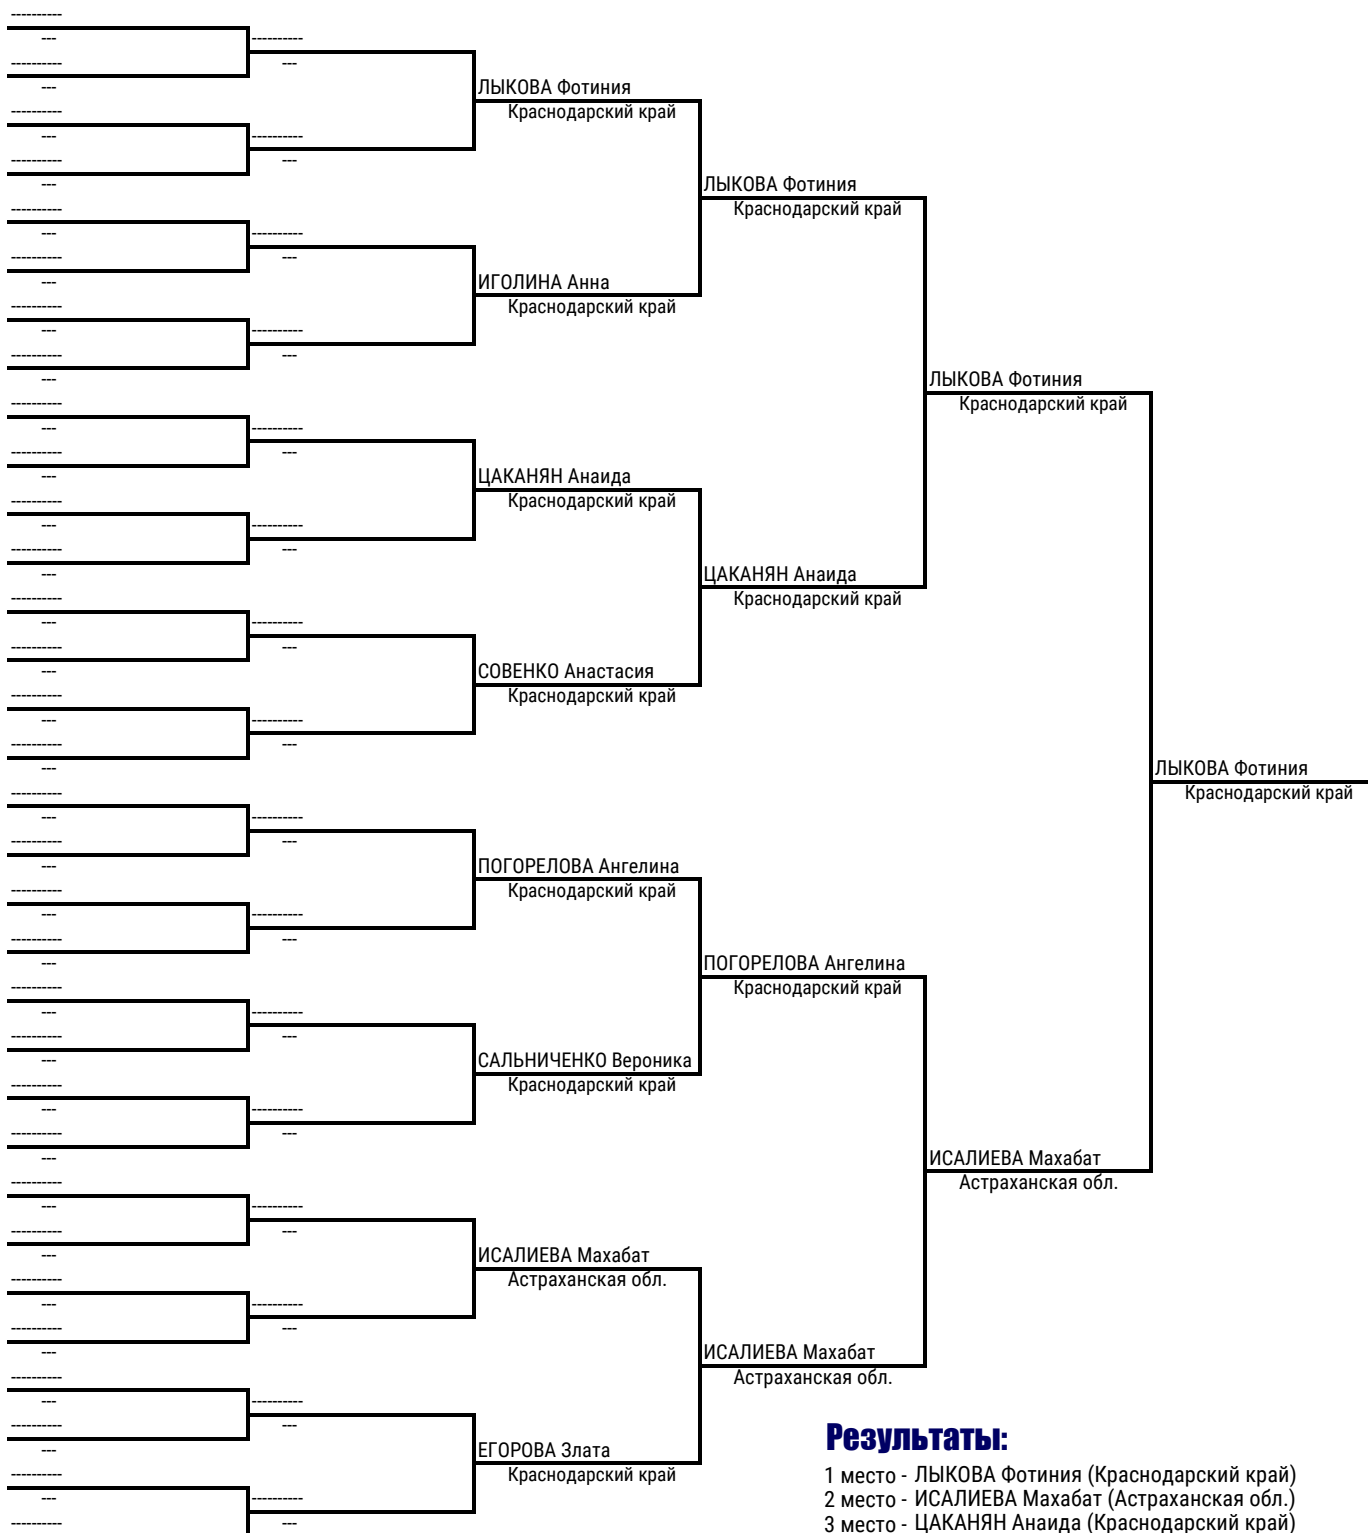 ЛЫКОВА Фотиния
Краснодарский край
ИГОЛИНА Анна
Краснодарский край
ЦАКАНЯН Анаида
Краснодарский край
СОВЕНКО Анастасия
Краснодарский край
ПОГОРЕЛОВА Ангелина
Краснодарский край
САЛЬНИЧЕНКО Вероника
Краснодарский край
ИСАЛИЕВА Махабат
Астраханская обл.
ЕГОРОВА Злата
Краснодарский край
ЛЫКОВА Фотиния
Краснодарский край
ЦАКАНЯН Анаида
Краснодарский край
ПОГОРЕЛОВА Ангелина
Краснодарский край
ИСАЛИЕВА Махабат
Астраханская обл.
ЛЫКОВА Фотиния
Краснодарский край
ИСАЛИЕВА Махабат
Астраханская обл.
ЛЫКОВА Фотиния
Краснодарский край
Результаты:
1 место - ЛЫКОВА Фотиния (Краснодарский край)
2 место - ИСАЛИЕВА Махабат (Астраханская обл.)
3 место - ЦАКАНЯН Анаида (Краснодарский край)